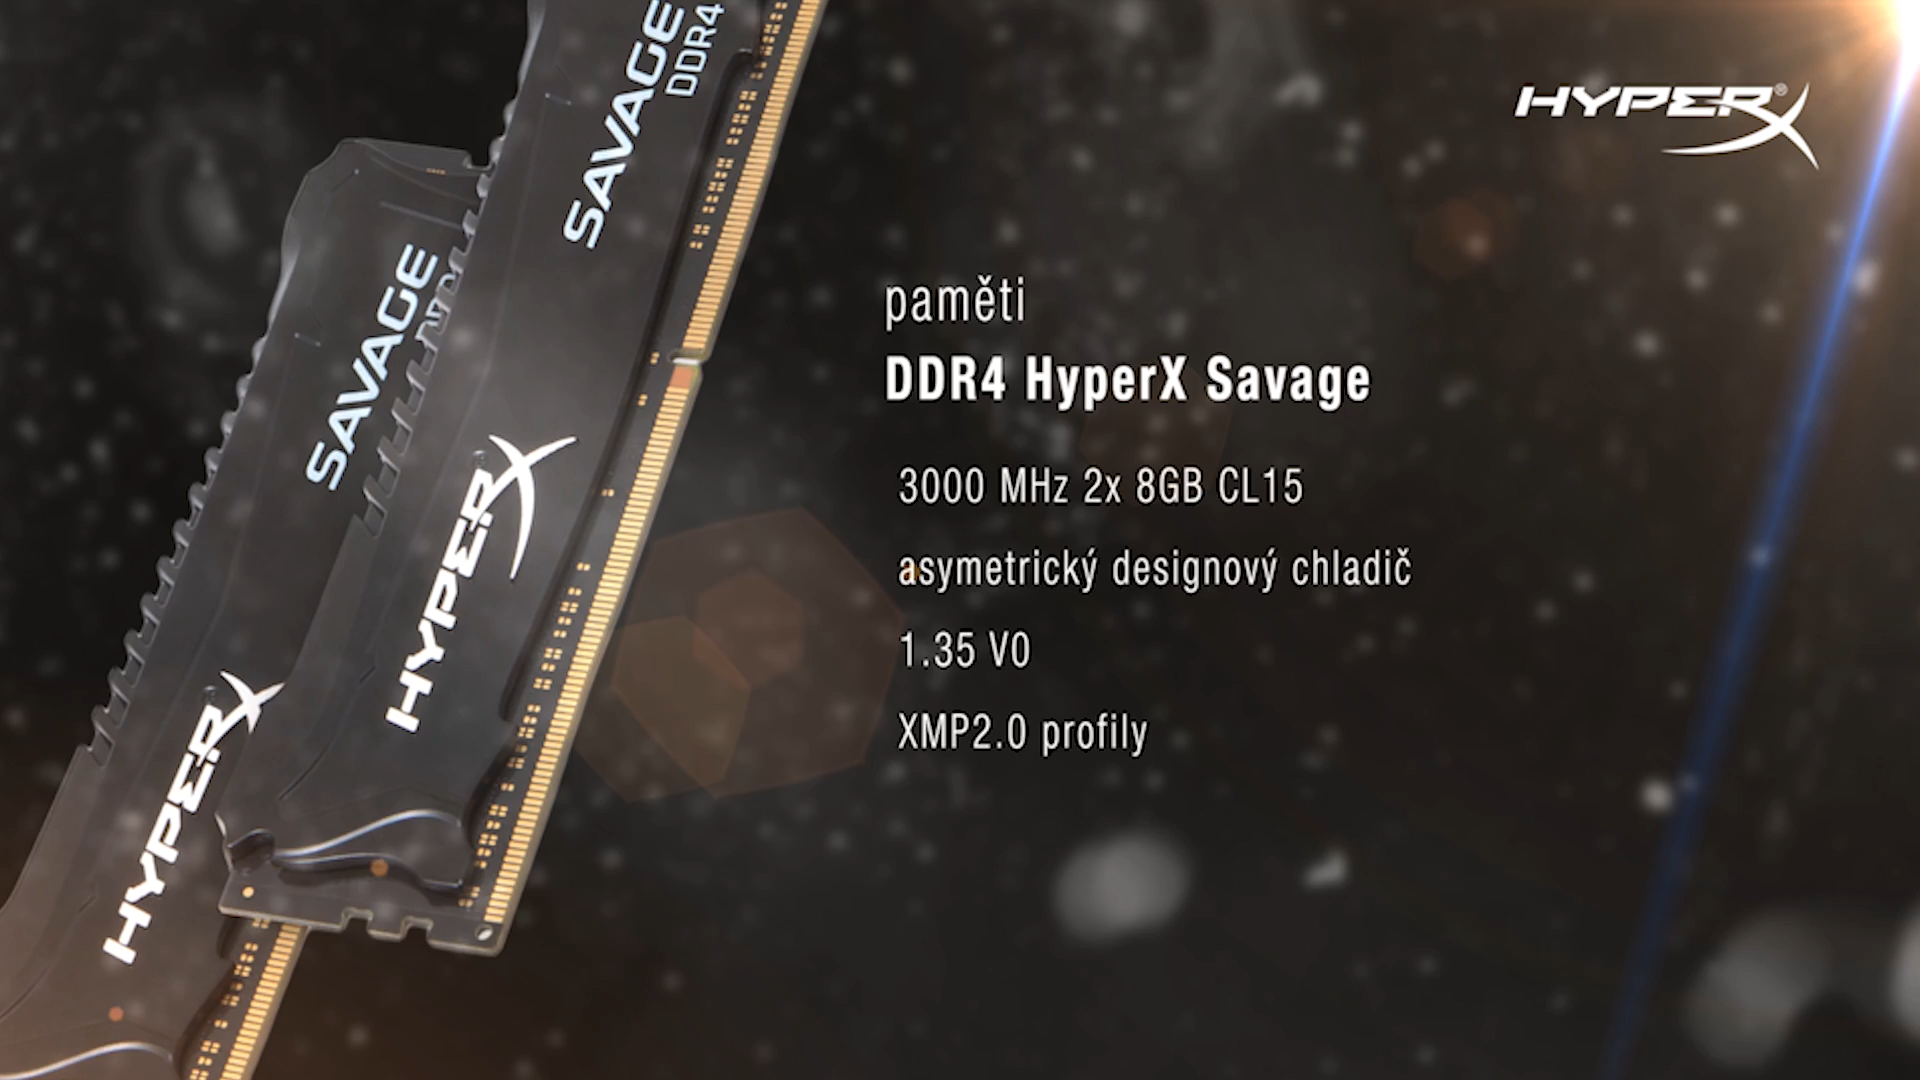 SAVAGE
DDR4
HYPERX
SAVAGE
HYPERX
HYPERX®
paměti
DDR4 HyperX Savage
3000 MHz 2x 8GB CL15
asymetrický designový chladič
1.35 V0
XMP2.0 profily